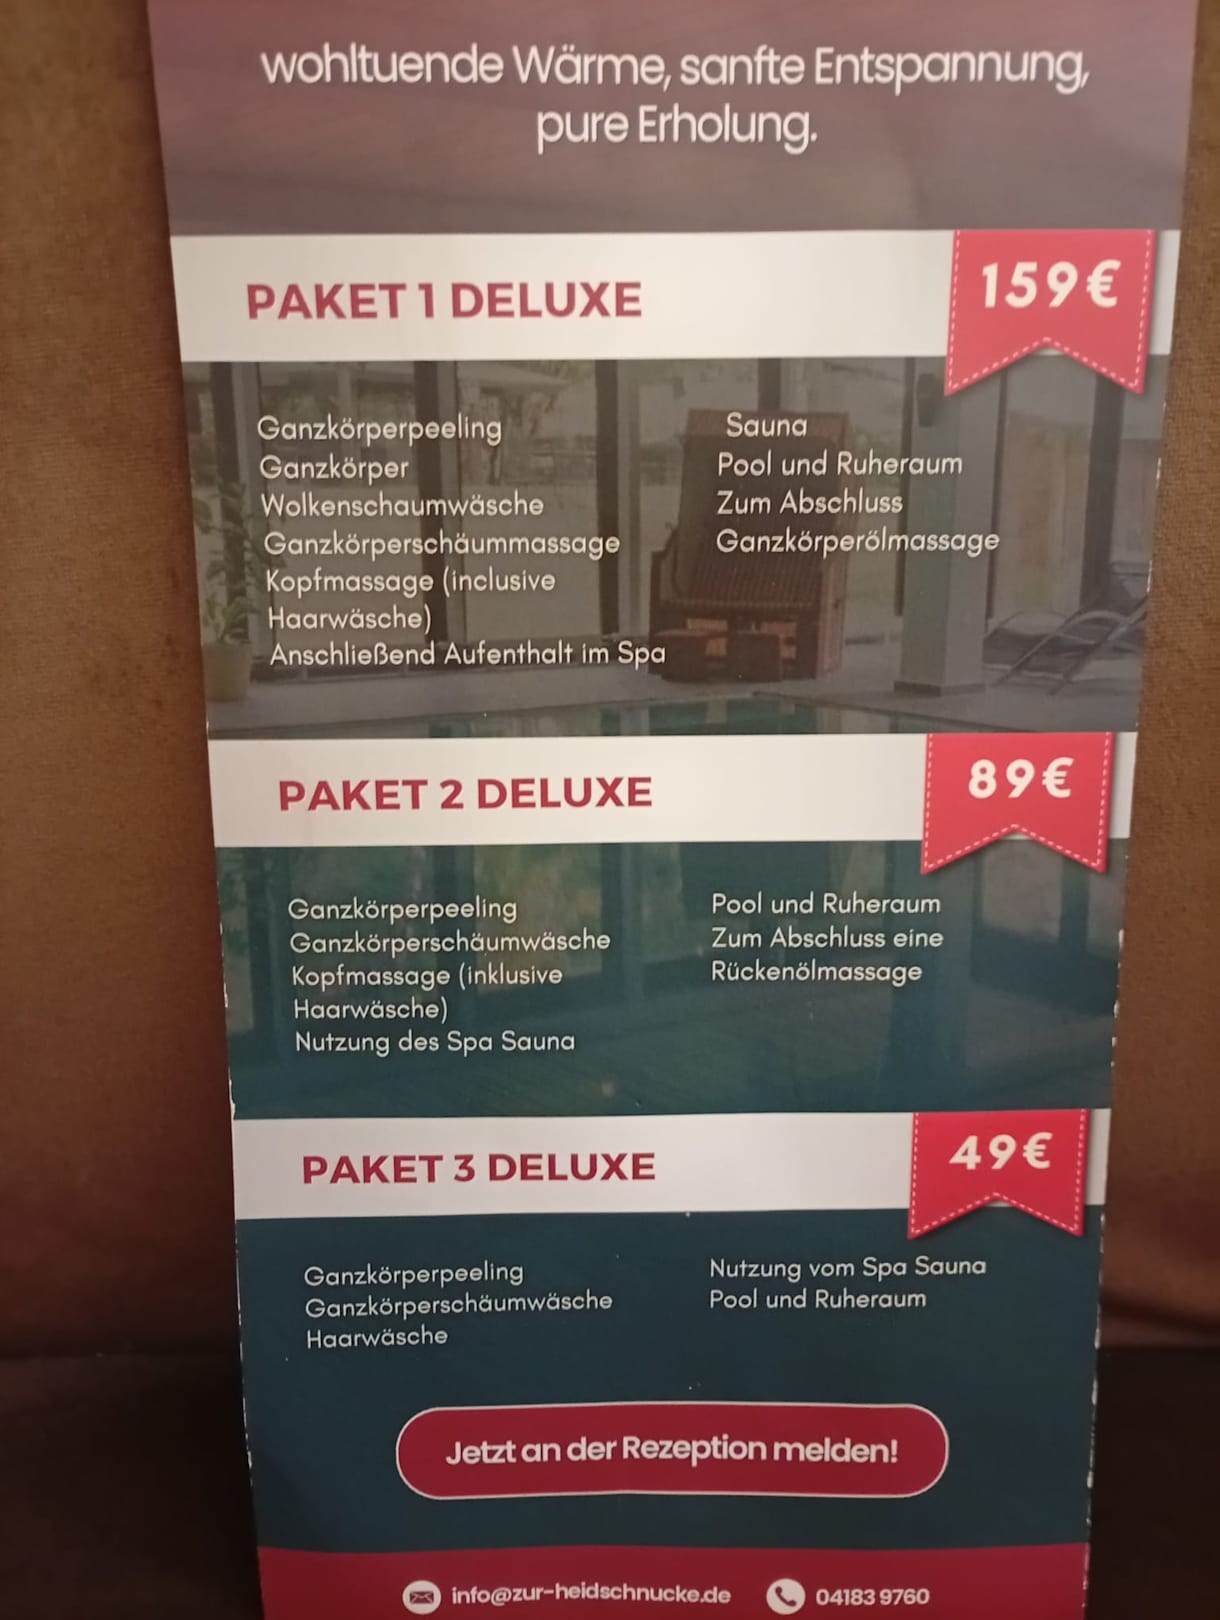 wohltuende Wärme, sanfte Entspannung,
pure Erholung.
PAKET 1 DELUXE
159€
Ganzkörperpeeling
Ganzkörper
Wolkenschaumwäsche
Ganzkörperschäummassage
Kopfmassage (inclusive
Haarwäsche)
Anschließend Aufenthalt im Spa
Sauna
Pool und Ruheraum
Zum Abschluss
Ganzkörperölmassage
PAKET 2 DELUXE
89€
Ganzkörperpeeling
Ganzkörperschäumwäsche
Kopfmassage (inklusive
Haarwäsche)
Nutzung des Spa Sauna
Pool und Ruheraum
Zum Abschluss eine
Rückenölmassage
PAKET 3 DELUXE
49€
Ganzkörperpeeling
Ganzkörperschäumwäsche
Haarwäsche
Nutzung vom Spa Sauna
Pool und Ruheraum
Jetzt an der Rezeption melden!
info@zur-heidschnucke.de
04183 9760